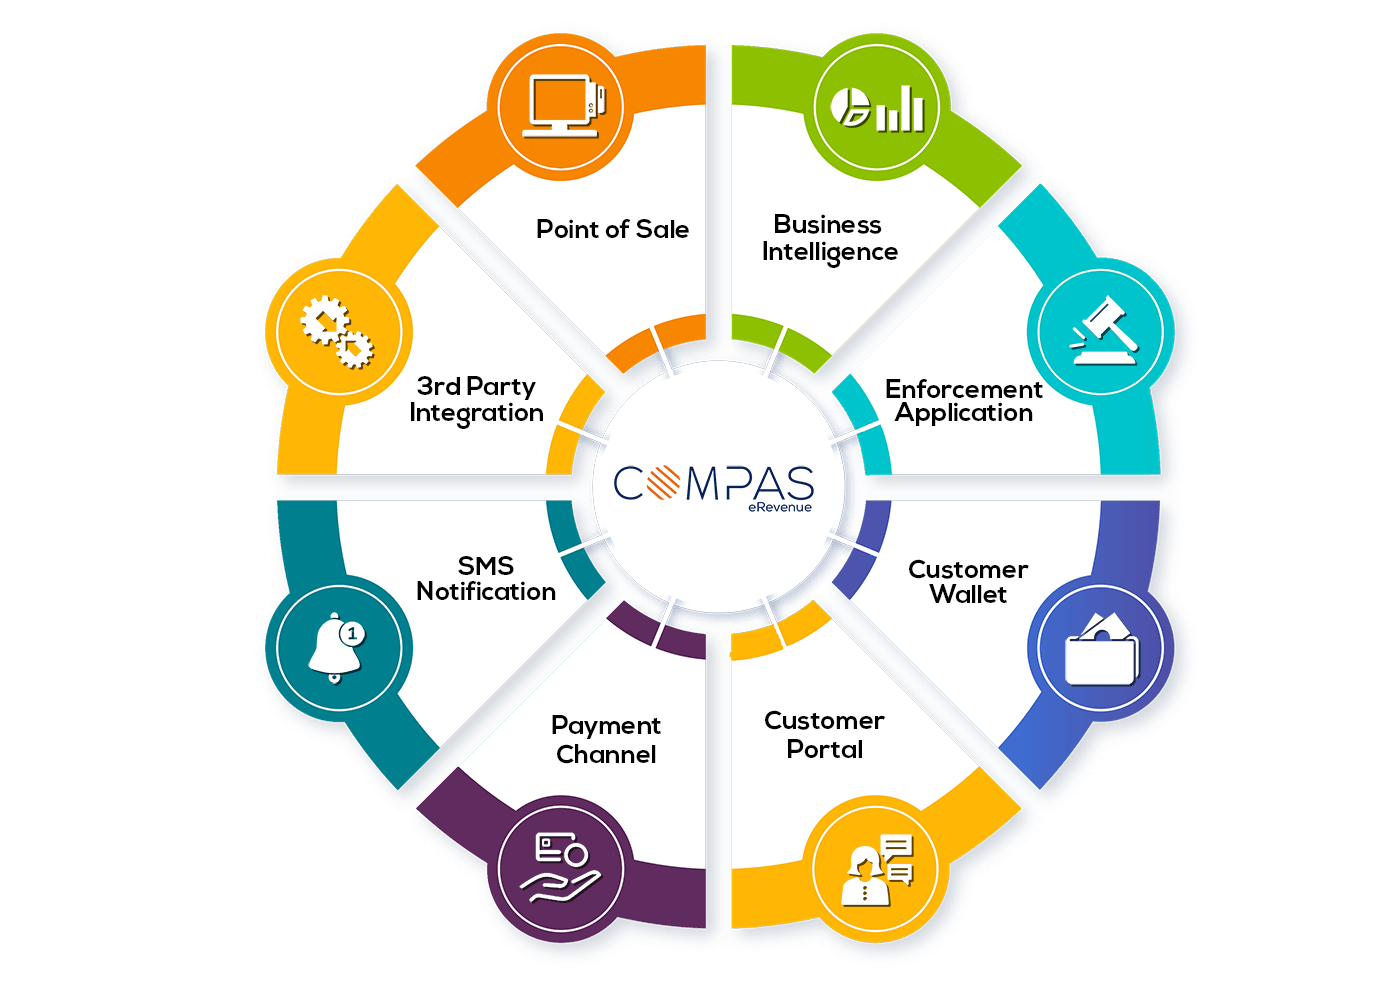 Point of Sale
Business
Intelligence
3rd Party
Integration
Enforcement
Application
COMPAS
eRevenue
SMS
Notification
1
Customer
Wallet
Payment
Channel
Customer
Portal